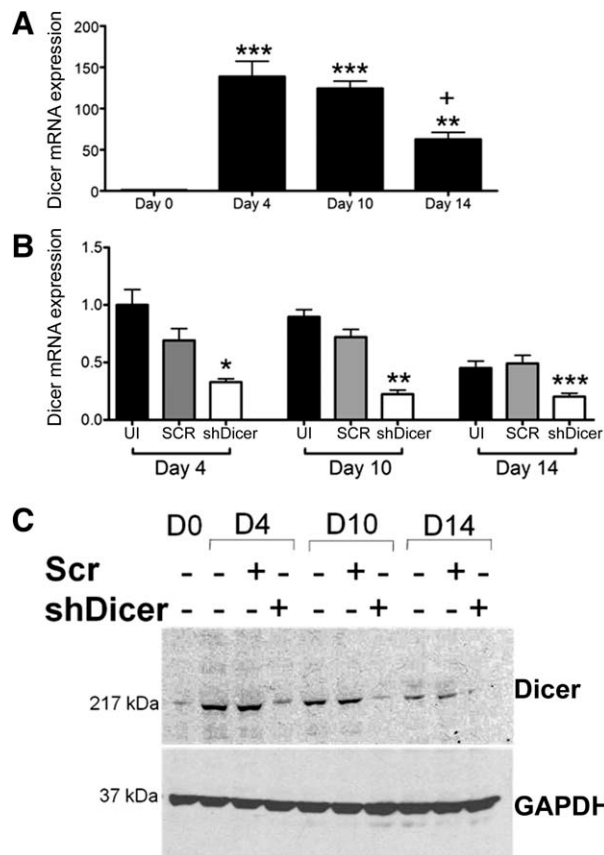 A
Dicer mRNA expression
200
150
100
50
0
***
***
+
**
Day 0 Day 4 Day 10 Day 14
B
Dicer mRNA expression
1.5
1.0
0.5
0.0
*
**
***
UI SCR shDicer UI SCR shDicer UI SCR shDicer
Day 4 Day 10 Day 14
C
D0 D4 D10 D14
Scr - - + - - + - - + -
shDicer - - - + - - + - - +
217 kDa Dicer
37 kDa GAPDH